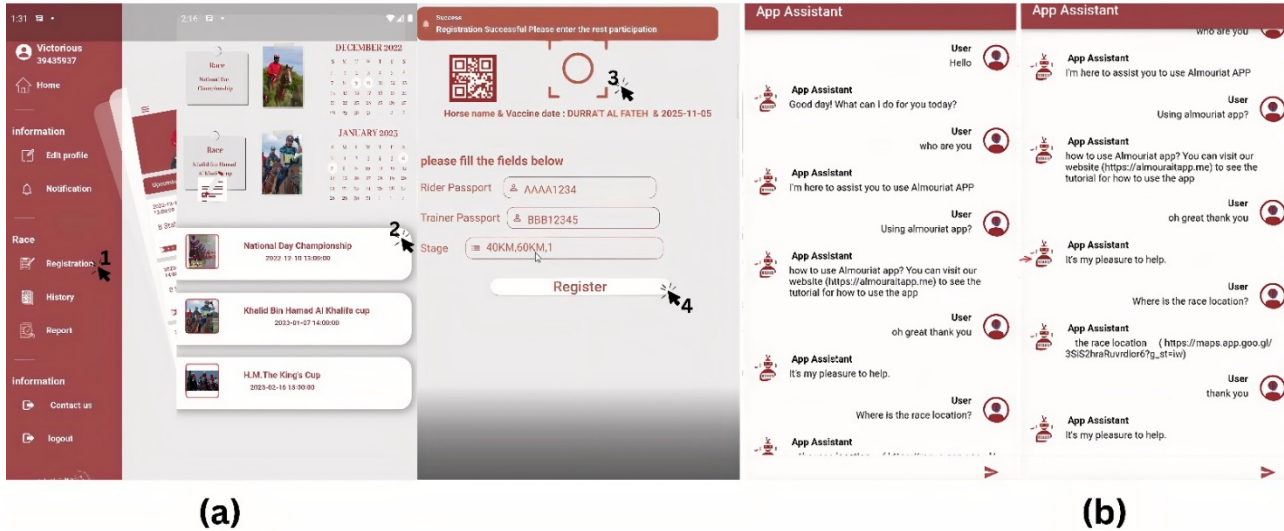 1:31
Victorious
39435937
Home
information
Edit profile
Notification
Race
Registration
1
History
Report
information
Contact us
logout
2:16
Race
National Day
Championship
DECEMBER 2022
Race
Khalid Bin Hamed
JANUARY 2023
National Day Championship
2
2022-12-10 13:00:00
Khalid Bin Hamed Al Khalifa cup
2023-01-07 14:00:00
H.M.The King's Cup
Success
Registration Successful Please enter the rest participation
3
Horse name & Vaccine date : DURRA'T AL FATEH & 2025-11-05
please fill the fields below
Rider Passport AAAA1234
Trainer Passport BBB12345
Stage 40KM,60KM,1
Register
4
App Assistant
User
Hello
App Assistant
Good day! What can I do for you today?
User
who are you
App Assistant
I'm here to assist you to use Almouriat APP
User
Using almouriat app?
App Assistant
how to use Almouriat app? You can visit our
website (https://almouraitapp.me) to see the
tutorial for how to use the app
User
oh great thank you
App Assistant
It's my pleasure to help.
User
Where is the race location?
App Assistant
App Assistant
who are you
App Assistant
I'm here to assist you to use Almouriat APP
User
Using almouriat app?
App Assistant
how to use Almouriat app? You can visit our
website (https://almouraitapp.me) to see the
tutorial for how to use the app
User
oh great thank you
App Assistant
It's my pleasure to help.
User
Where is the race location?
App Assistant
the race location ( https://maps.app.goo.gl/
3SiS2hraRuvrdior6?g_st=iw)
User
thank you
App Assistant
It's my pleasure to help.
(a)
(b)